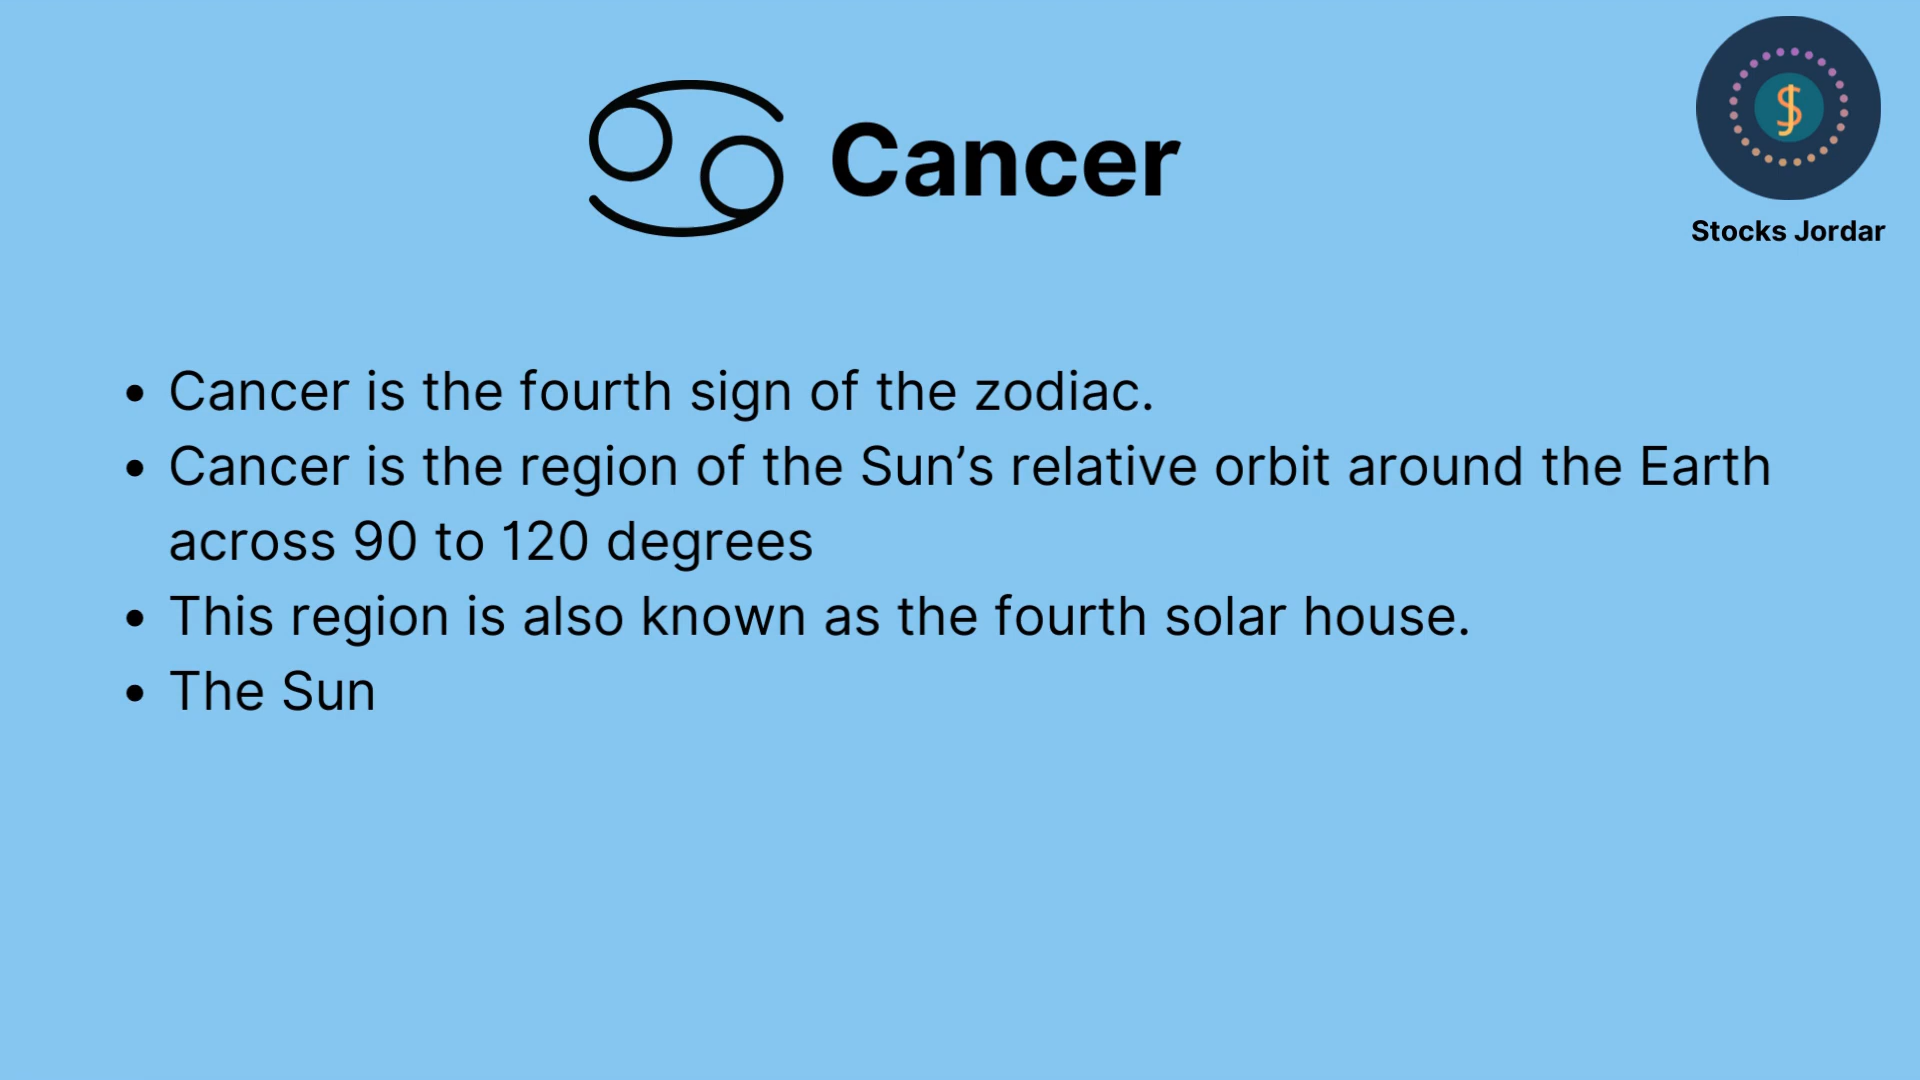 Cancer
Stocks Jordar
• Cancer is the fourth sign of the zodiac.
• Cancer is the region of the Sun’s relative orbit around the Earth
across 90 to 120 degrees
• This region is also known as the fourth solar house.
• The Sun